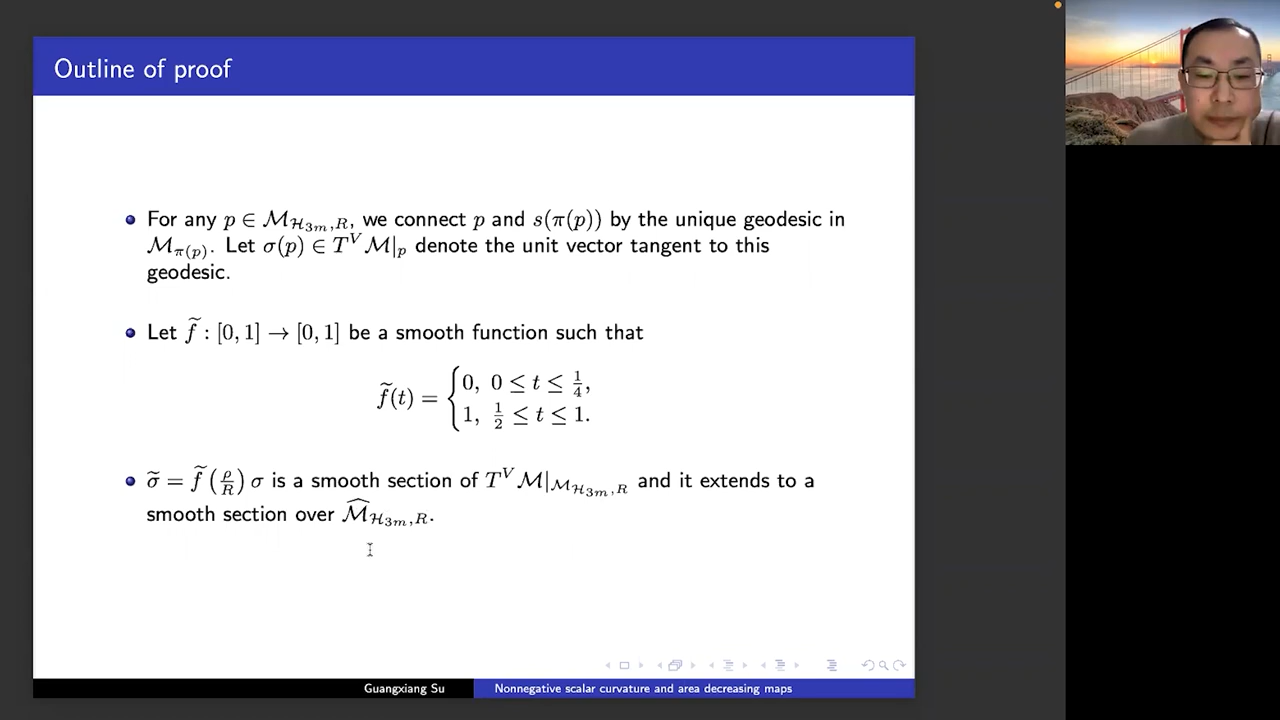 Outline of proof
For any p ∈ ℳ_{ℋ_{3m},R}, we connect p and s(π(p)) by the unique geodesic in
ℳ_{π(p)}. Let σ(p) ∈ T^V ℳ|_p denote the unit vector tangent to this
geodesic.
Let f̃ : [0, 1] → [0, 1] be a smooth function such that
f̃(t) = { 0, 0 ≤ t ≤ 1/4,
1, 1/2 ≤ t ≤ 1.
σ̃ = f̃(ρ/R) σ is a smooth section of T^V ℳ|_{ℳ_{ℋ_{3m},R}} and it extends to a
smooth section over ℳ̂_{ℋ_{3m},R}.
Guangxiang Su Nonnegative scalar curvature and area decreasing maps